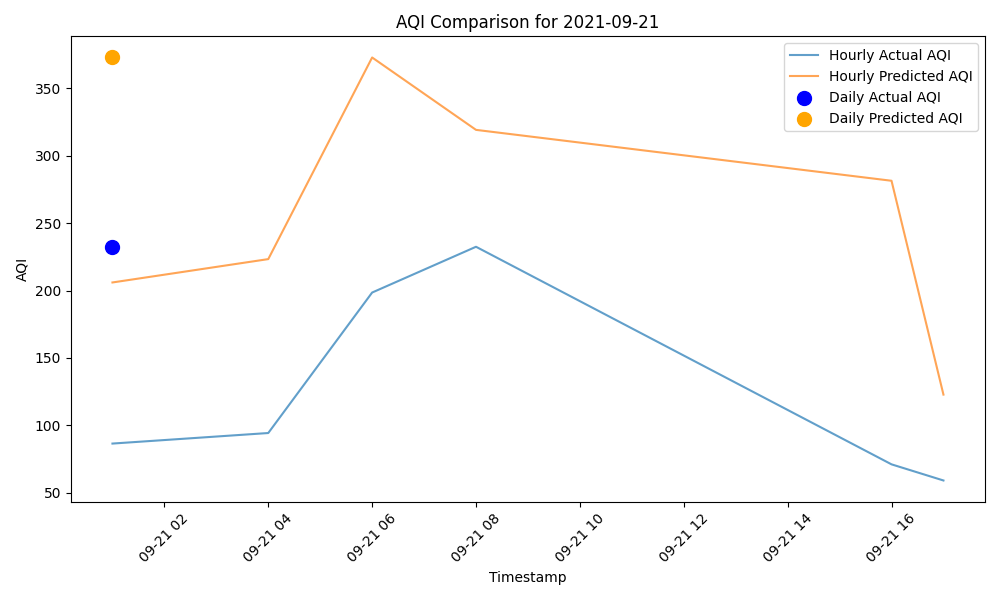 AQI Comparison for 2021-09-21
Hourly Actual AQI
Hourly Predicted AQI
Daily Actual AQI
Daily Predicted AQI
AQI
350
300
250
200
150
100
50
09-21 02
09-21 04
09-21 06
09-21 08
09-21 10
09-21 12
09-21 14
09-21 16
Timestamp